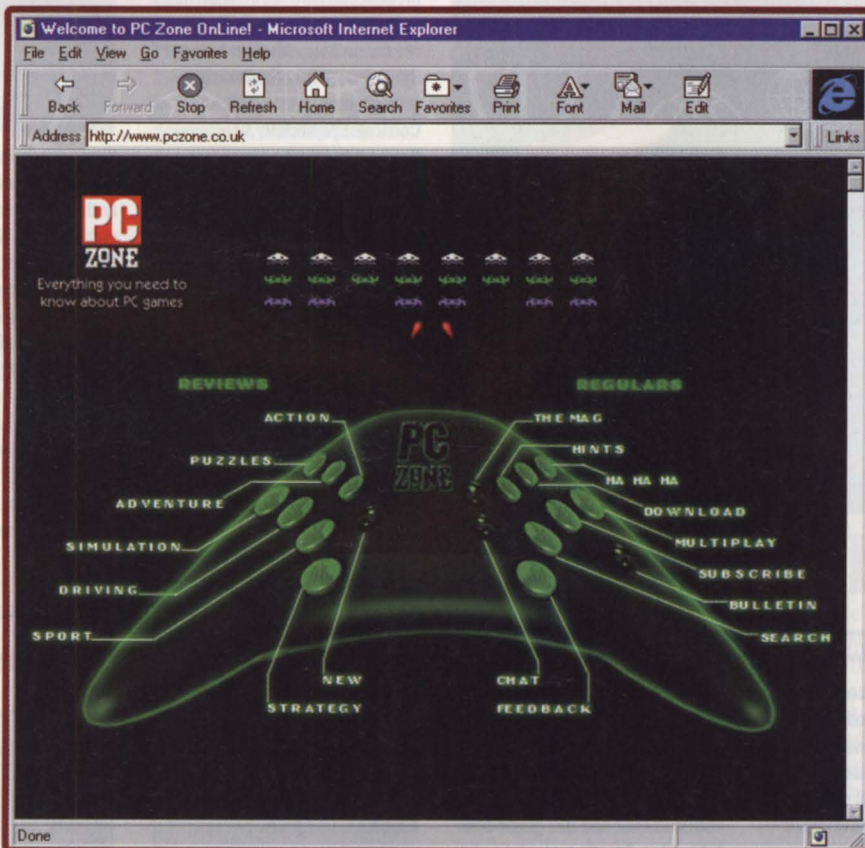 Welcome to PC Zone OnLine! - Microsoft Internet Explorer
File Edit View Go Favorites Help
Back Forward Stop Refresh Home Search Favorites Print Font Mail Edit
Address http://www.pczone.co.uk Links
PC
ZONE
Everything you need to
know about PC games
REVIEWS
REGULARS
ACTION
PUZZLES
ADVENTURE
SIMULATION
DRIVING
SPORT
NEW
STRATEGY
PC
ZONE
THE MAG
HINTS
HA HA HA
DOWNLOAD
MULTIPLAY
SUBSCRIBE
BULLETIN
SEARCH
CHAT
FEEDBACK
Done